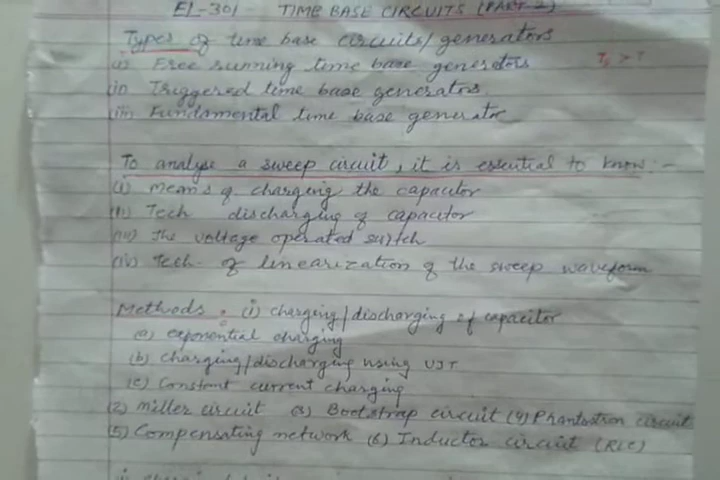 EL-301 - TIME BASE CIRCUITS (PART-2)
Types of time base circuits/generators
(i) Free running time base generators
(ii) Triggered time base generators
(iii) Fundamental time base generator
To analyse a sweep circuit, it is essential to know:-
(i) means of charging the capacitor
(ii) Tech discharging of capacitor
(iii) The voltage operated switch
(iv) Tech- of linearization of the sweep waveform
Methods : (i) charging/discharging of capacitor
(a) exponential charging
(b) charging/discharging using UJT
(c) Constant current charging
(2) Miller circuit (3) Bootstrap circuit (4) Phantastron circuit
(5) Compensating network (6) Inductor circuit (RLC)